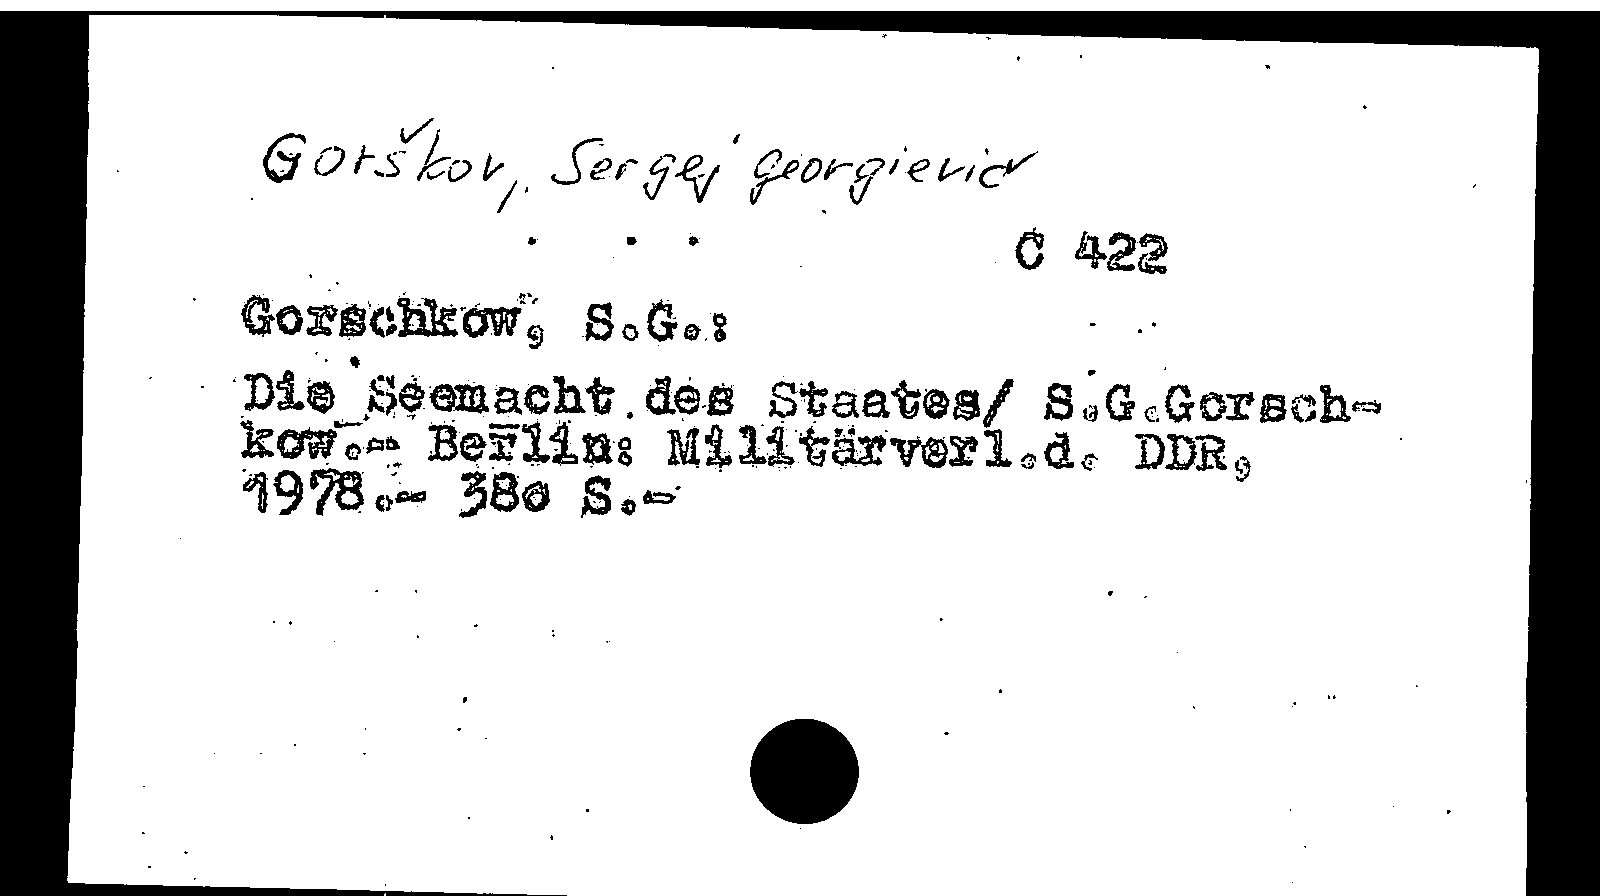 Gorškov, Sergej Georgievič
C 422
Gorschkow, S.G.:
Die Seemacht des Staates/ S.G.Gorsch-
kow.- Berlin: Militärverl.d. DDR,
1978.- 380 S.-